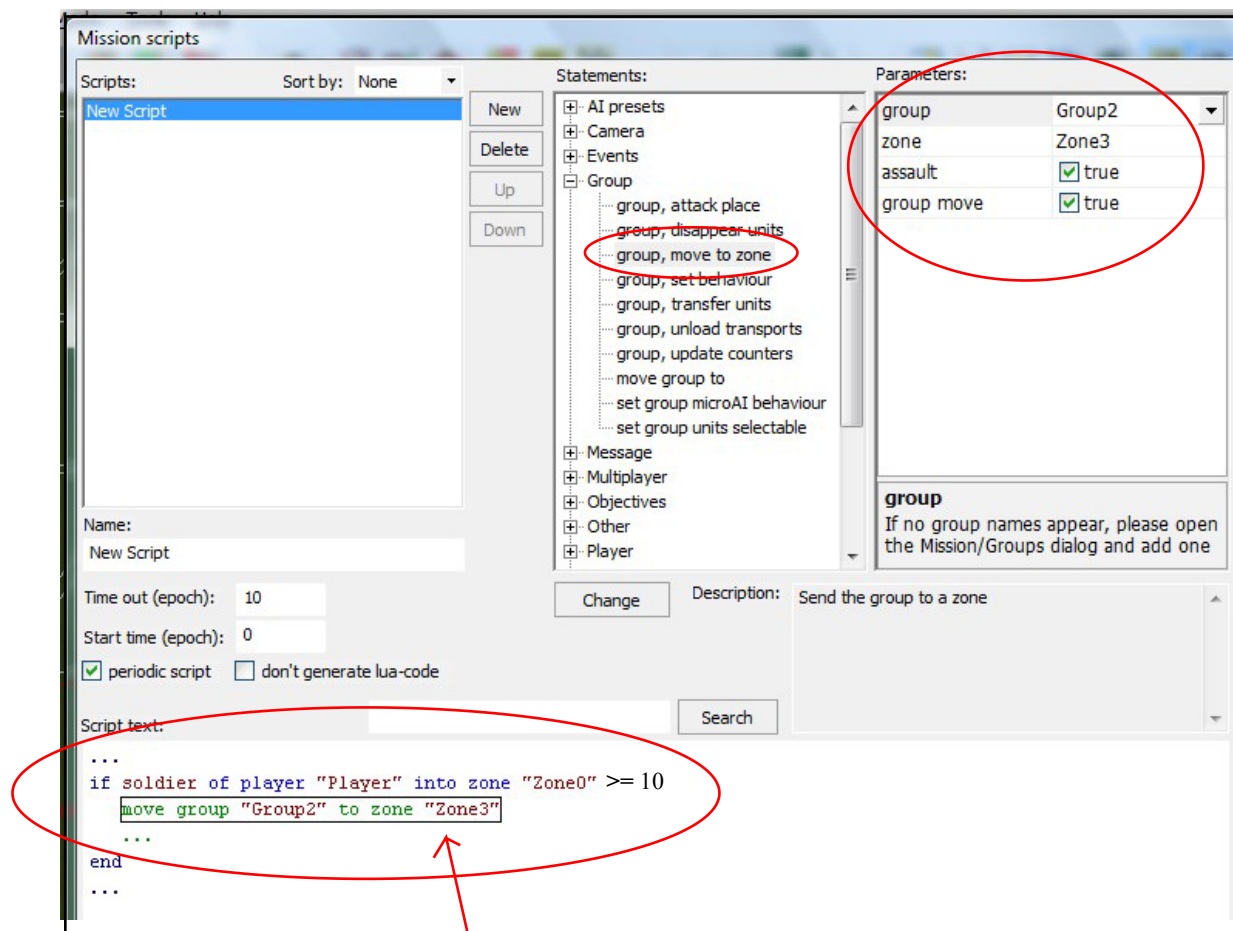 Mission scripts
Scripts:
Sort by: None
New Script
New
Delete
Up
Down
Statements:
AI presets
Camera
Events
Group
group, attack place
group, disappear units
group, move to zone
group, set behaviour
group, transfer units
group, unload transports
group, update counters
move group to
set group microAI behaviour
set group units selectable
Message
Multiplayer
Objectives
Other
Player
Parameters:
group Group2
zone Zone3
assault true
group move true
group
If no group names appear, please open
the Mission/Groups dialog and add one
Name:
New Script
Time out (epoch): 10
Start time (epoch): 0
periodic script don't generate lua-code
Change
Description: Send the group to a zone
Script text:
Search
...
if soldier of player "Player" into zone "Zone0" >= 10
move group "Group2" to zone "Zone3"
...
end
...